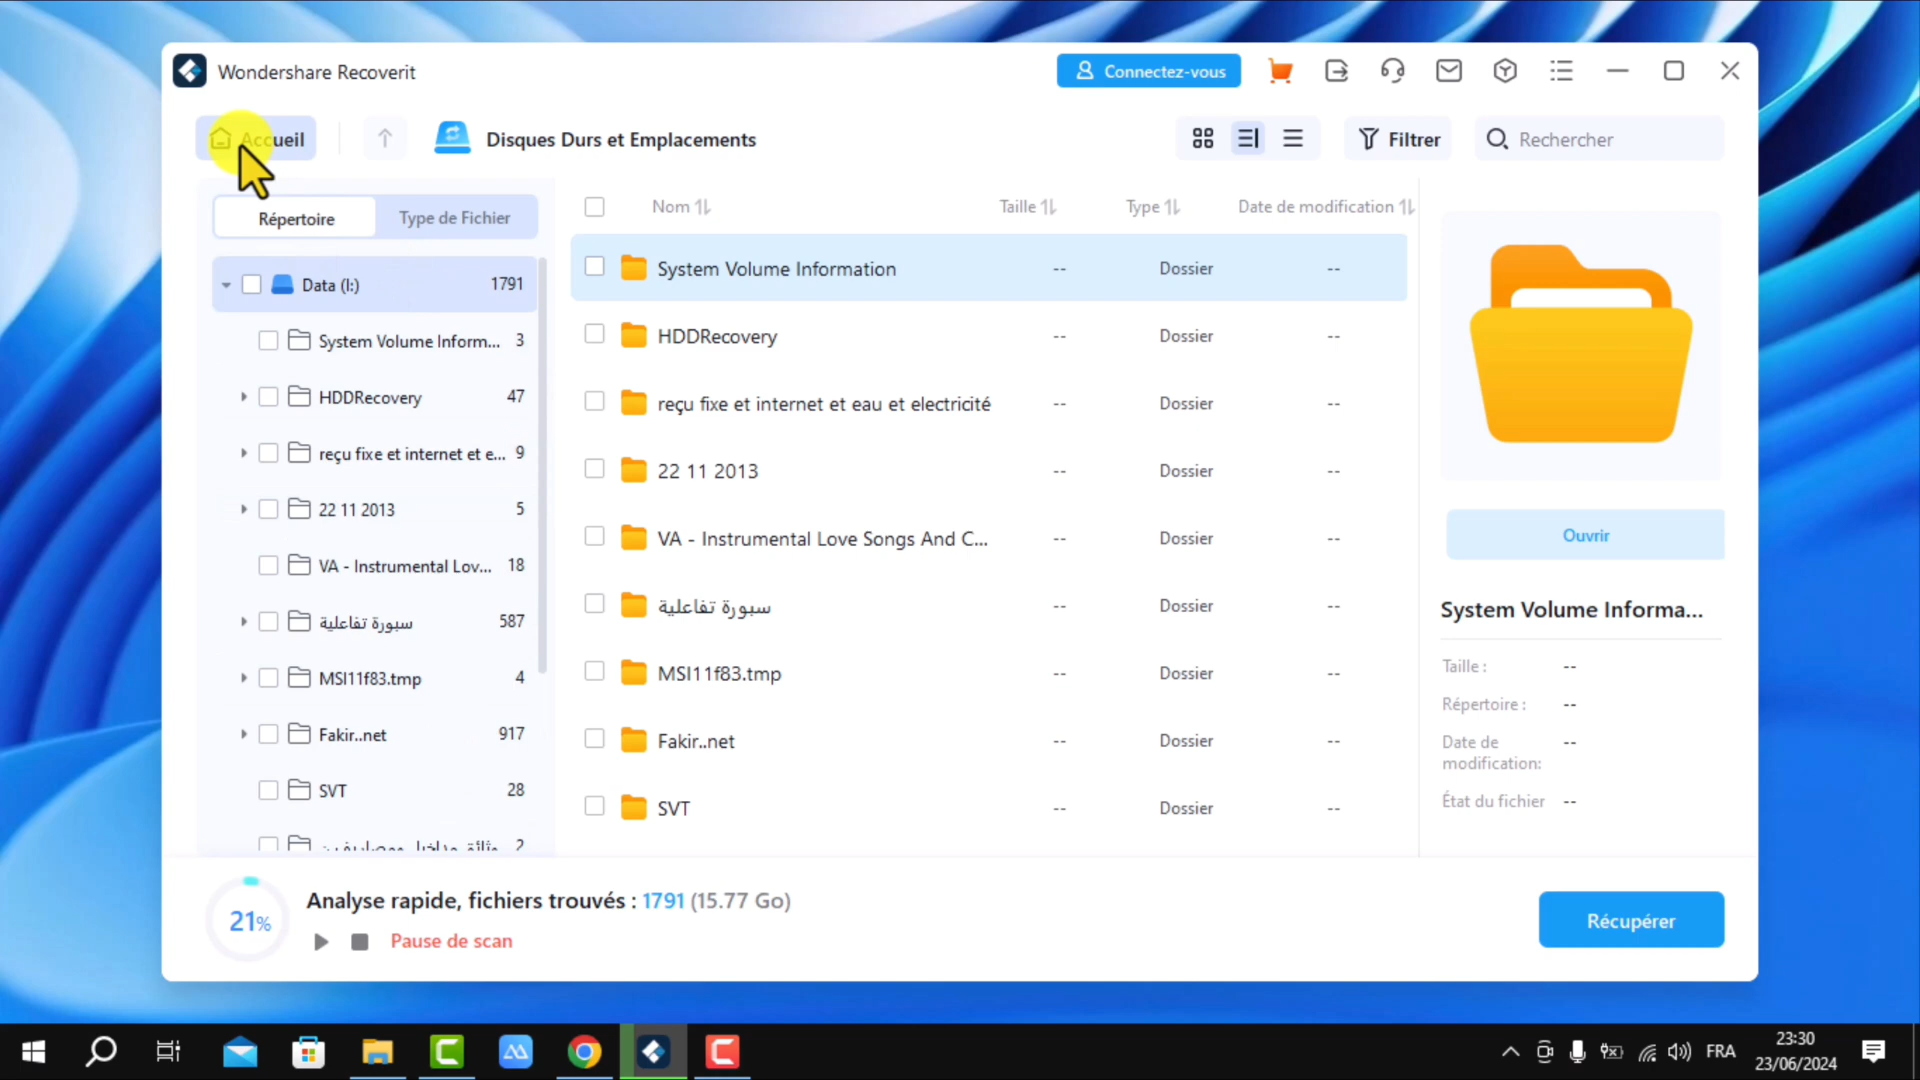 Wondershare Recoverit
Connectez-vous
Accueil
Disques Durs et Emplacements
Filtrer
Rechercher
Répertoire
Type de Fichier
Nom
Taille
Type
Date de modification
Data (I:) 1791
System Volume Inform... 3
HDDRecovery 47
reçu fixe et internet et e... 9
22 11 2013 5
VA - Instrumental Lov... 18
سبورة تفاعلية 587
MSI11f83.tmp 4
Fakir..net 917
SVT 28
2
System Volume Information -- Dossier --
HDDRecovery -- Dossier --
reçu fixe et internet et eau et electricité -- Dossier --
22 11 2013 -- Dossier --
VA - Instrumental Love Songs And C... -- Dossier --
سبورة تفاعلية -- Dossier --
MSI11f83.tmp -- Dossier --
Fakir..net -- Dossier --
SVT -- Dossier --
Ouvrir
System Volume Informa...
Taille : --
Répertoire : --
Date de --
modification:
État du fichier --
21%
Analyse rapide, fichiers trouvés : 1791 (15.77 Go)
Pause de scan
Récupérer
FRA
23:30
23/06/2024